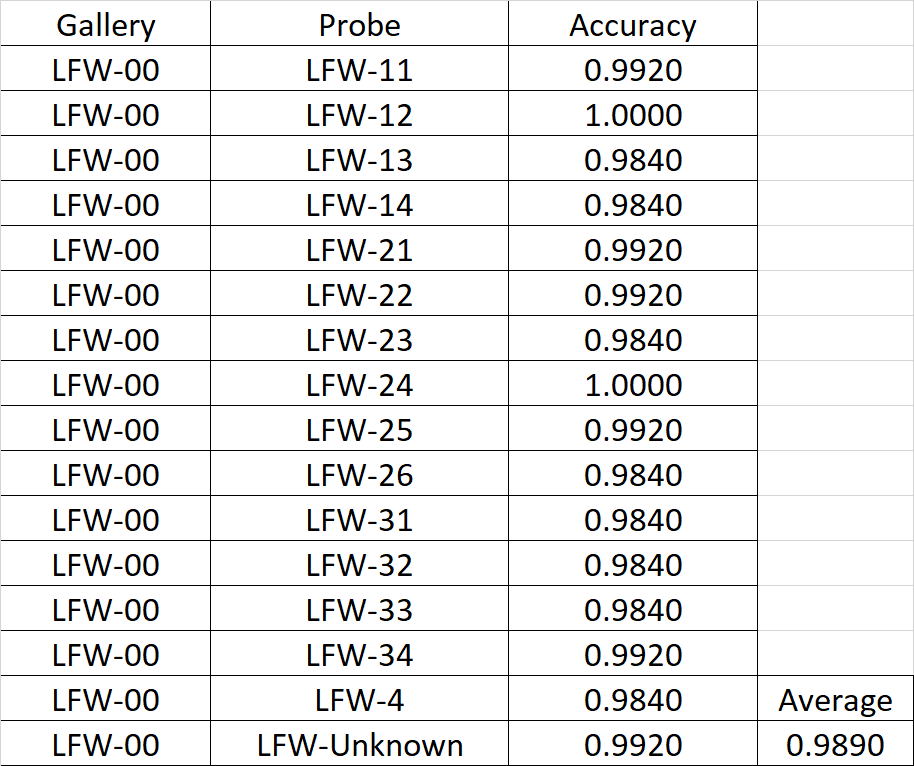 Gallery Probe Accuracy
LFW-00 LFW-11 0.9920
LFW-00 LFW-12 1.0000
LFW-00 LFW-13 0.9840
LFW-00 LFW-14 0.9840
LFW-00 LFW-21 0.9920
LFW-00 LFW-22 0.9920
LFW-00 LFW-23 0.9840
LFW-00 LFW-24 1.0000
LFW-00 LFW-25 0.9920
LFW-00 LFW-26 0.9840
LFW-00 LFW-31 0.9840
LFW-00 LFW-32 0.9840
LFW-00 LFW-33 0.9840
LFW-00 LFW-34 0.9920
LFW-00 LFW-4 0.9840 Average
LFW-00 LFW-Unknown 0.9920 0.9890